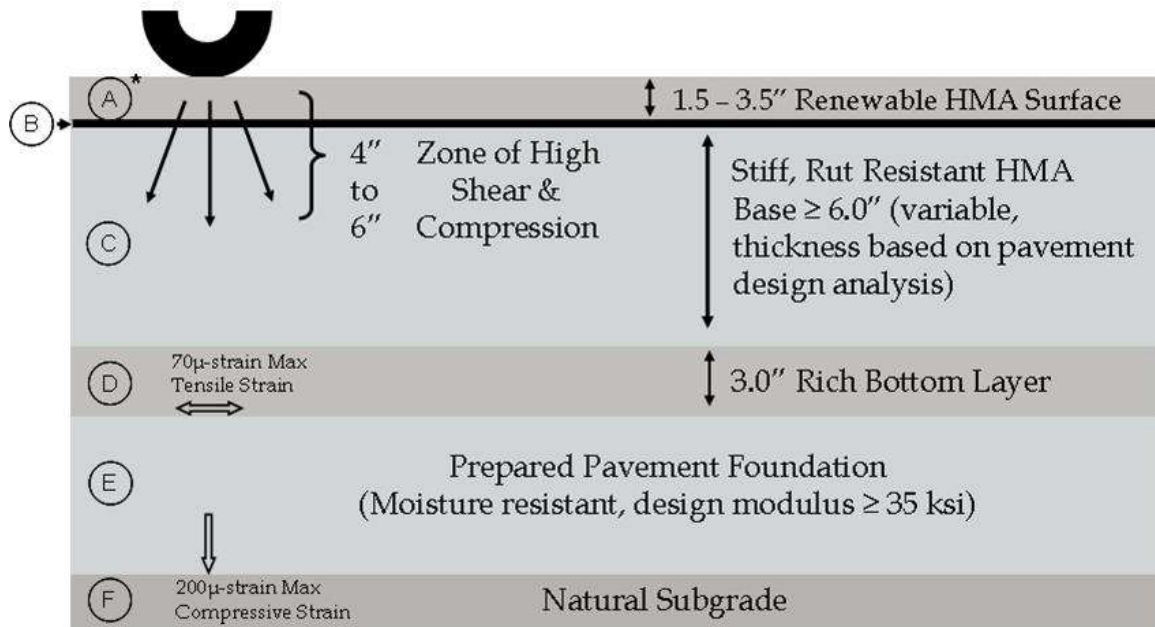 A*
1.5 – 3.5" Renewable HMA Surface
B
4" Zone of High
to Shear &
6" Compression
Stiff, Rut Resistant HMA
Base ≥ 6.0" (variable,
thickness based on pavement
design analysis)
C
D
70µ-strain Max
Tensile Strain
3.0" Rich Bottom Layer
E
Prepared Pavement Foundation
(Moisture resistant, design modulus ≥ 35 ksi)
F
200µ-strain Max
Compressive Strain
Natural Subgrade